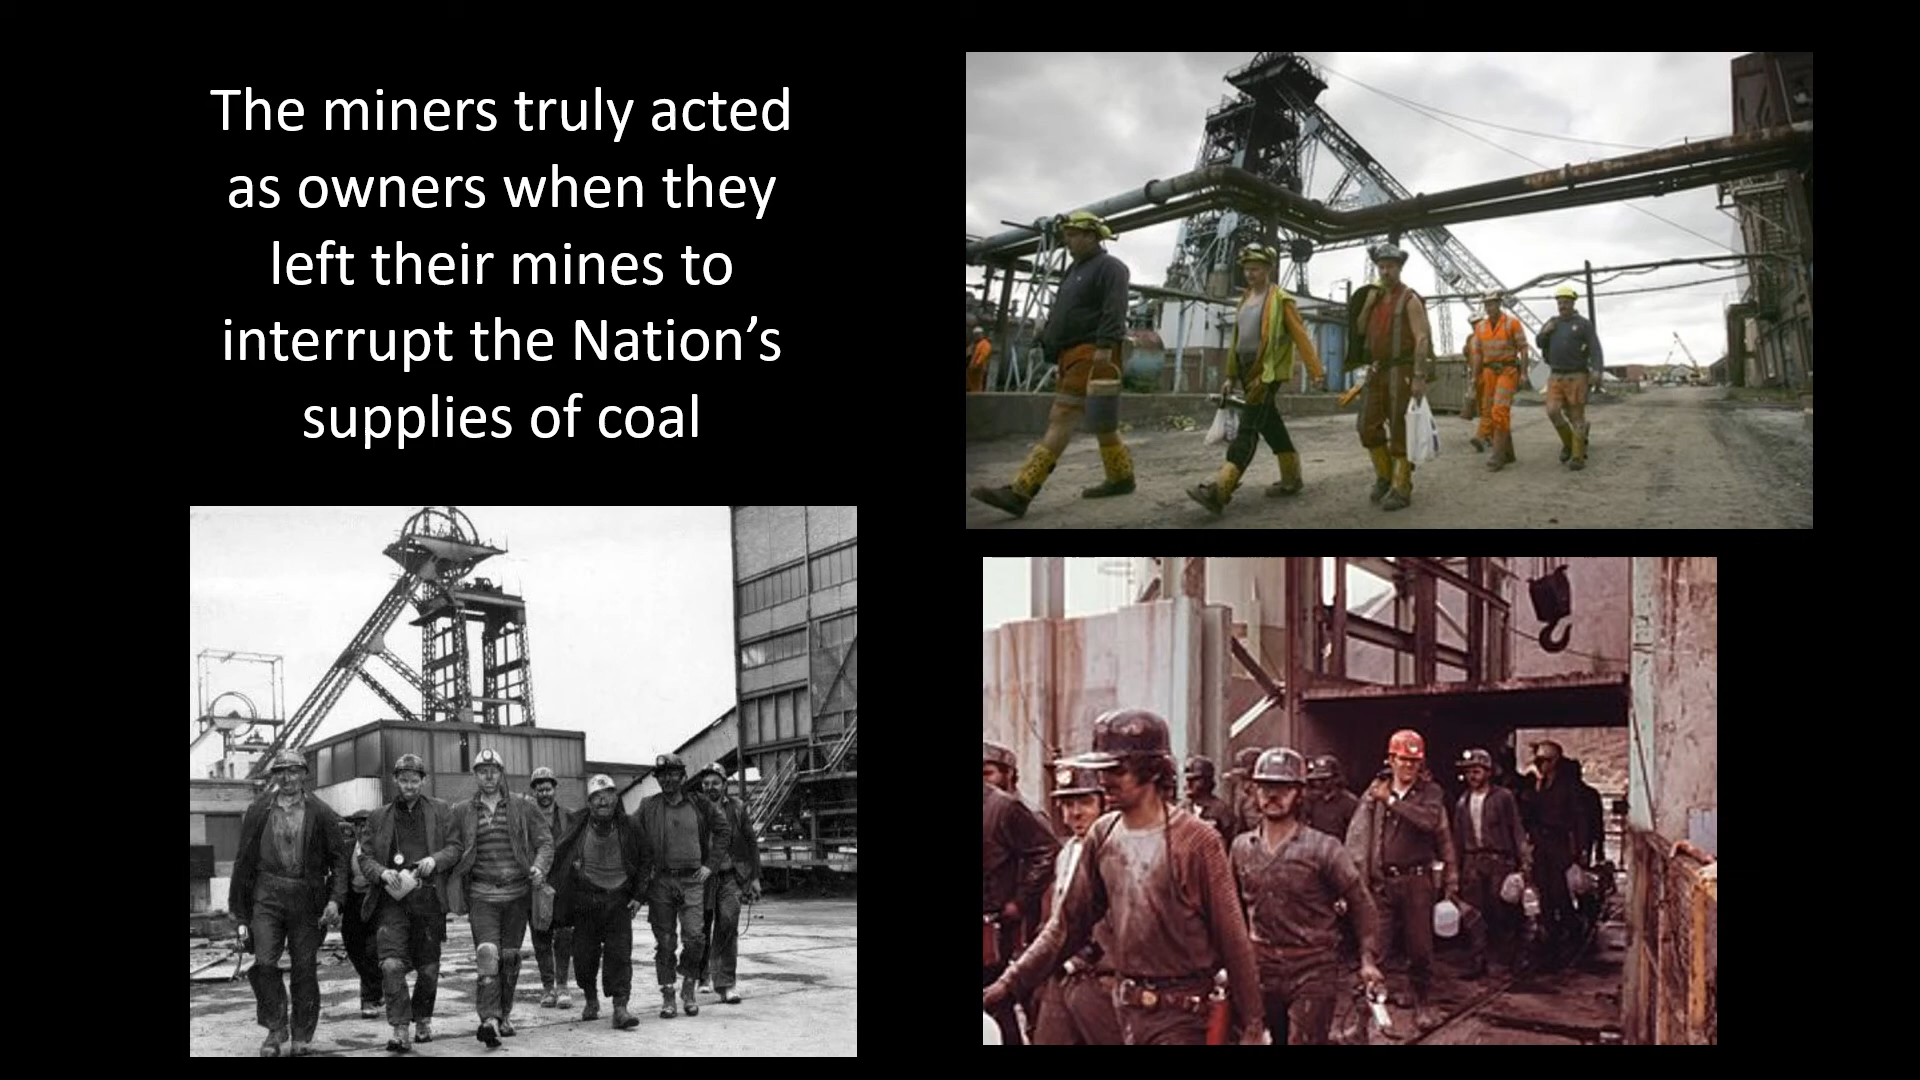 The miners truly acted
as owners when they
left their mines to
interrupt the Nation’s
supplies of coal